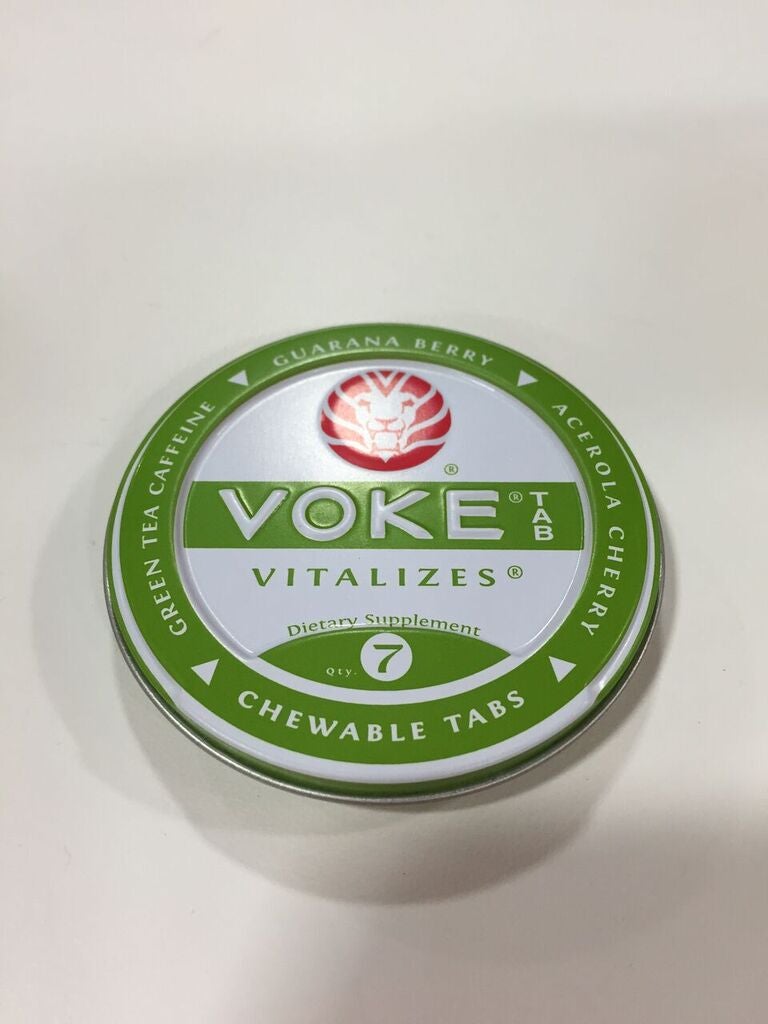 GUARANA BERRY
GREEN TEA CAFFEINE
ACEROLA CHERRY
®
VOKE® TAB
VITALIZES®
Dietary Supplement
Qty. 7
CHEWABLE TABS